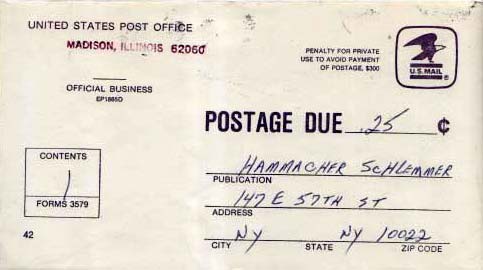 UNITED STATES POST OFFICE
MADISON, ILLINOIS 62060
PENALTY FOR PRIVATE
USE TO AVOID PAYMENT
OF POSTAGE, $300
U.S. MAIL
OFFICIAL BUSINESS
EP1865D
POSTAGE DUE .25 ¢
CONTENTS
1
FORMS 3579
HAMMACHER SCHLEMMER
PUBLICATION
147 E 57TH ST
ADDRESS
NY NY 10022
CITY STATE ZIP CODE
42